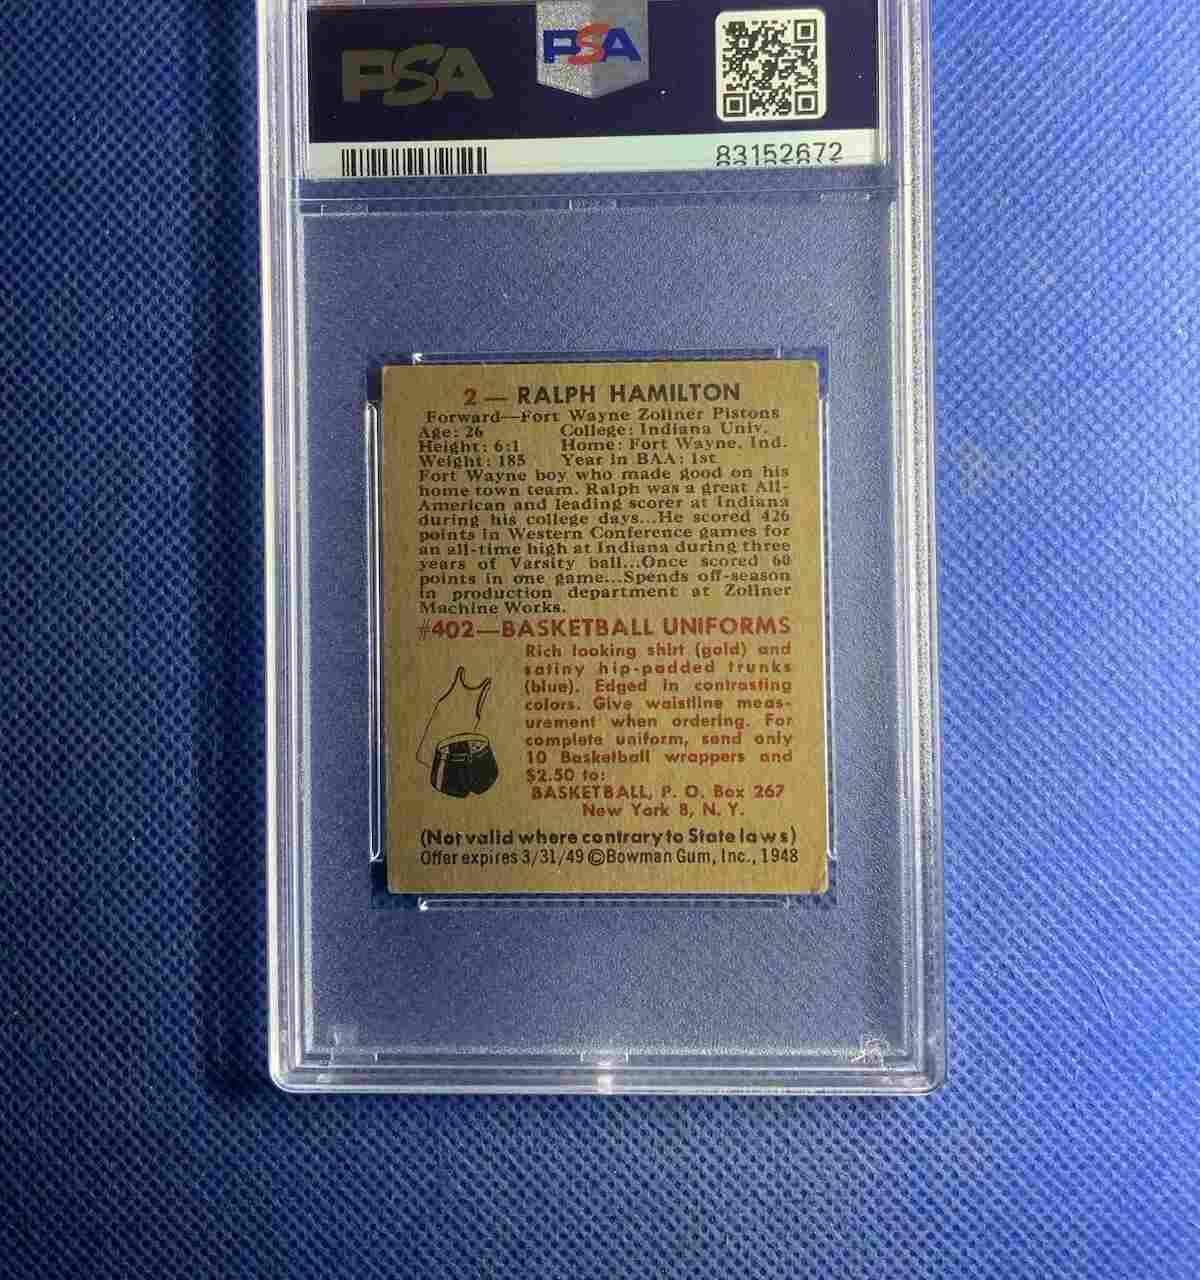 PSA
PSA
83152672
2 — RALPH HAMILTON
Forward—Fort Wayne Zollner Pistons
Age: 26 College: Indiana Univ.
Height: 6:1 Home: Fort Wayne, Ind.
Weight: 185 Year in BAA: 1st
Fort Wayne boy who made good on his
home town team. Ralph was a great All-
American and leading scorer at Indiana
during his college days...He scored 426
points in Western Conference games for
an all-time high at Indiana during three
years of Varsity ball...Once scored 60
points in one game...Spends off-season
in production department at Zollner
Machine Works.
#402—BASKETBALL UNIFORMS
Rich looking shirt (gold) and
satiny hip-padded trunks
(blue). Edged in contrasting
colors. Give waistline meas-
urement when ordering. For
complete uniform, send only
10 Basketball wrappers and
$2.50 to:
BASKETBALL, P. O. Box 267
New York 8, N. Y.
(Not valid where contrary to State laws)
Offer expires 3/31/49 ©Bowman Gum, Inc., 1948